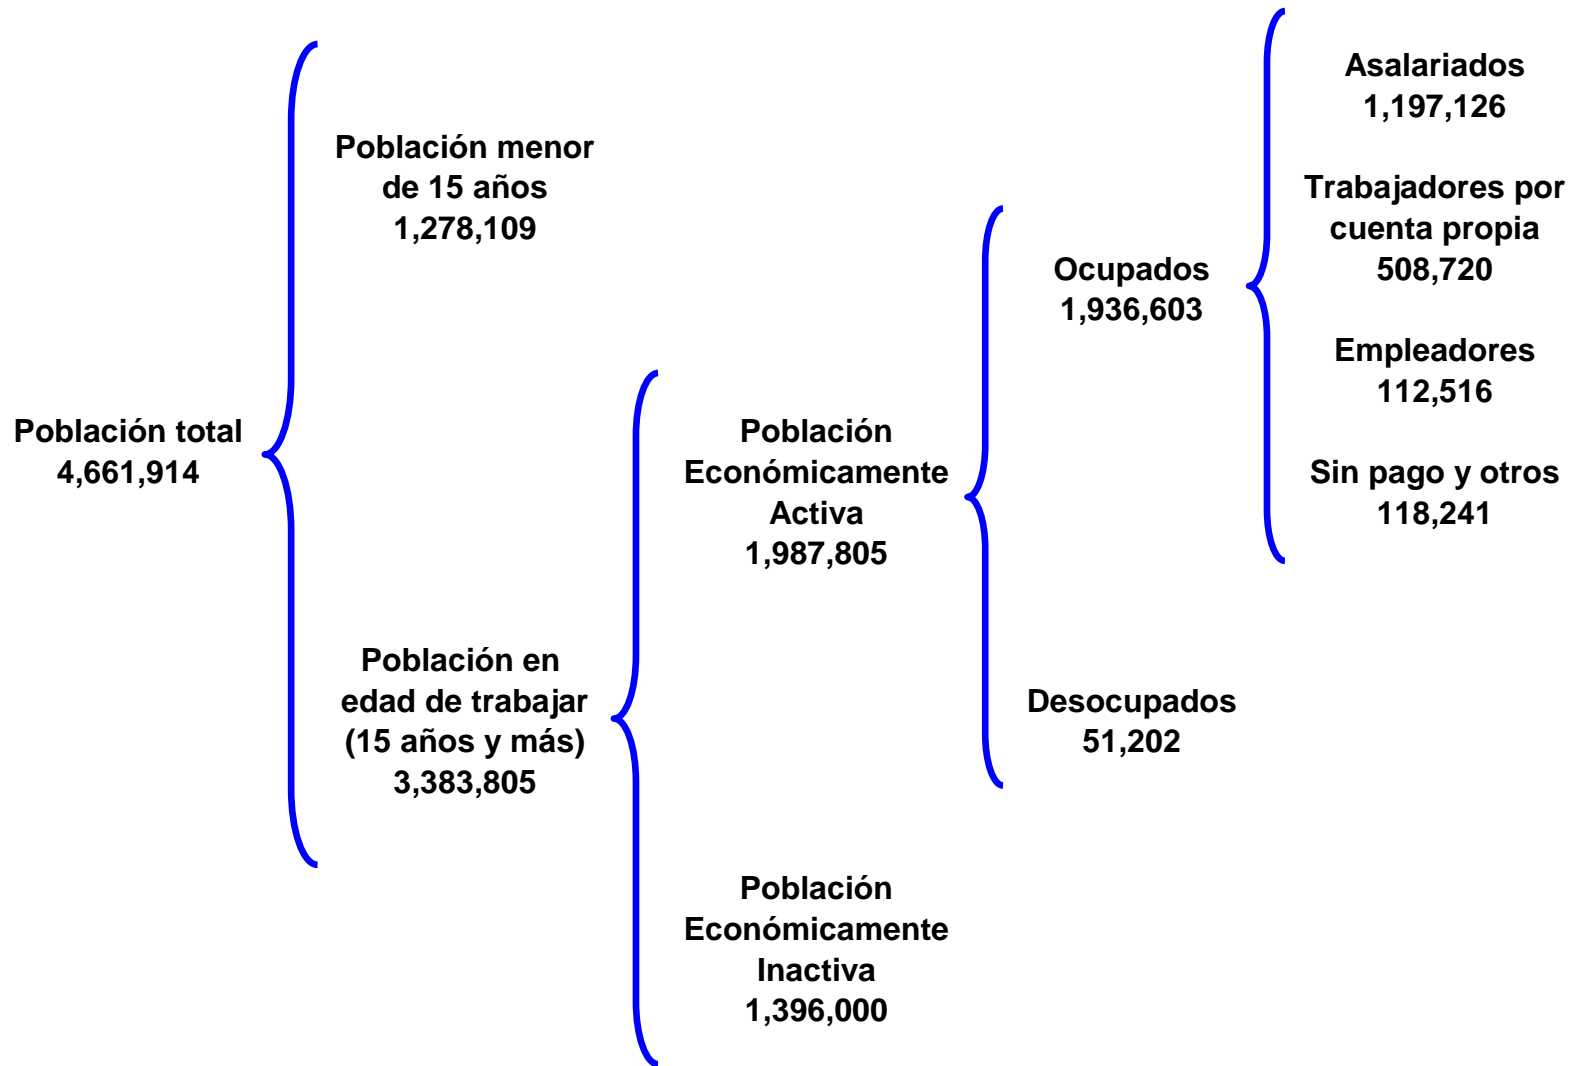 Población total
4,661,914
Población menor
de 15 años
1,278,109
Población en
edad de trabajar
(15 años y más)
3,383,805
Población
Económicamente
Activa
1,987,805
Población
Económicamente
Inactiva
1,396,000
Ocupados
1,936,603
Desocupados
51,202
Asalariados
1,197,126
Trabajadores por
cuenta propia
508,720
Empleadores
112,516
Sin pago y otros
118,241